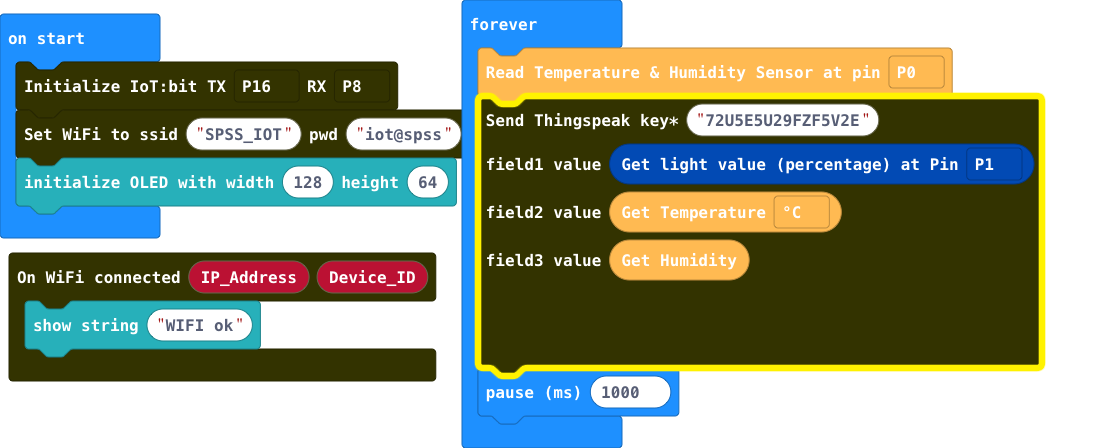 on start
Initialize IoT:bit TX P16 RX P8
Set WiFi to ssid "SPSS_IOT" pwd "iot@spss"
initialize OLED with width 128 height 64
On WiFi connected IP_Address Device_ID
show string "WIFI ok"
forever
Read Temperature & Humidity Sensor at pin P0
Send Thingspeak key* "72U5E5U29FZF5V2E"
field1 value Get light value (percentage) at Pin P1
field2 value Get Temperature °C
field3 value Get Humidity
pause (ms) 1000